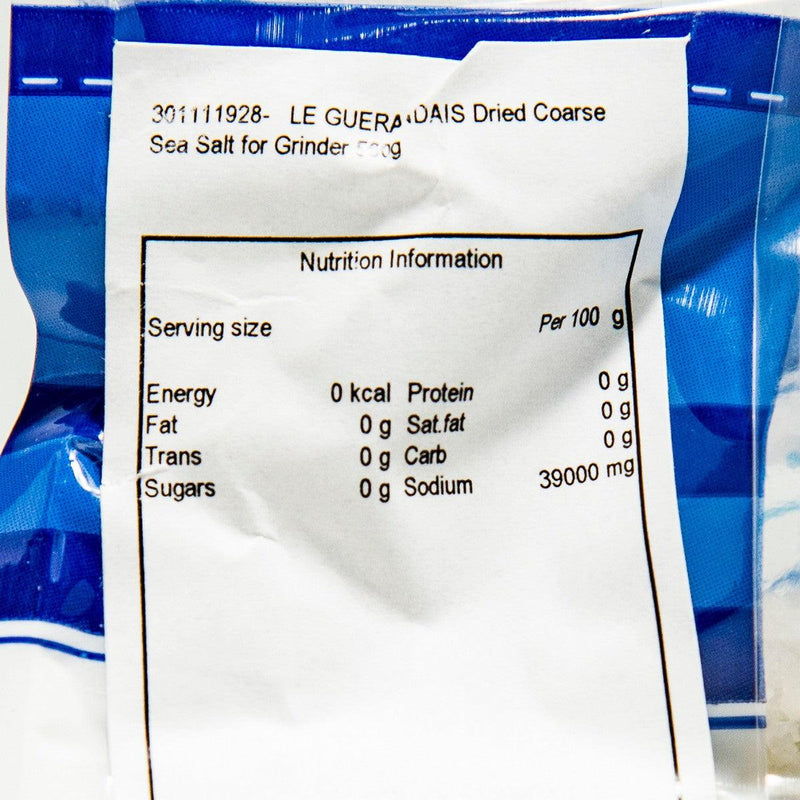 301111928- LE GUERANDAIS Dried Coarse
Sea Salt for Grinder
Nutrition Information
Serving size Per 100 g
Energy 0 kcal Protein 0 g
Fat 0 g Sat.fat 0 g
Trans 0 g Carb 0 g
Sugars 0 g Sodium 39000 mg